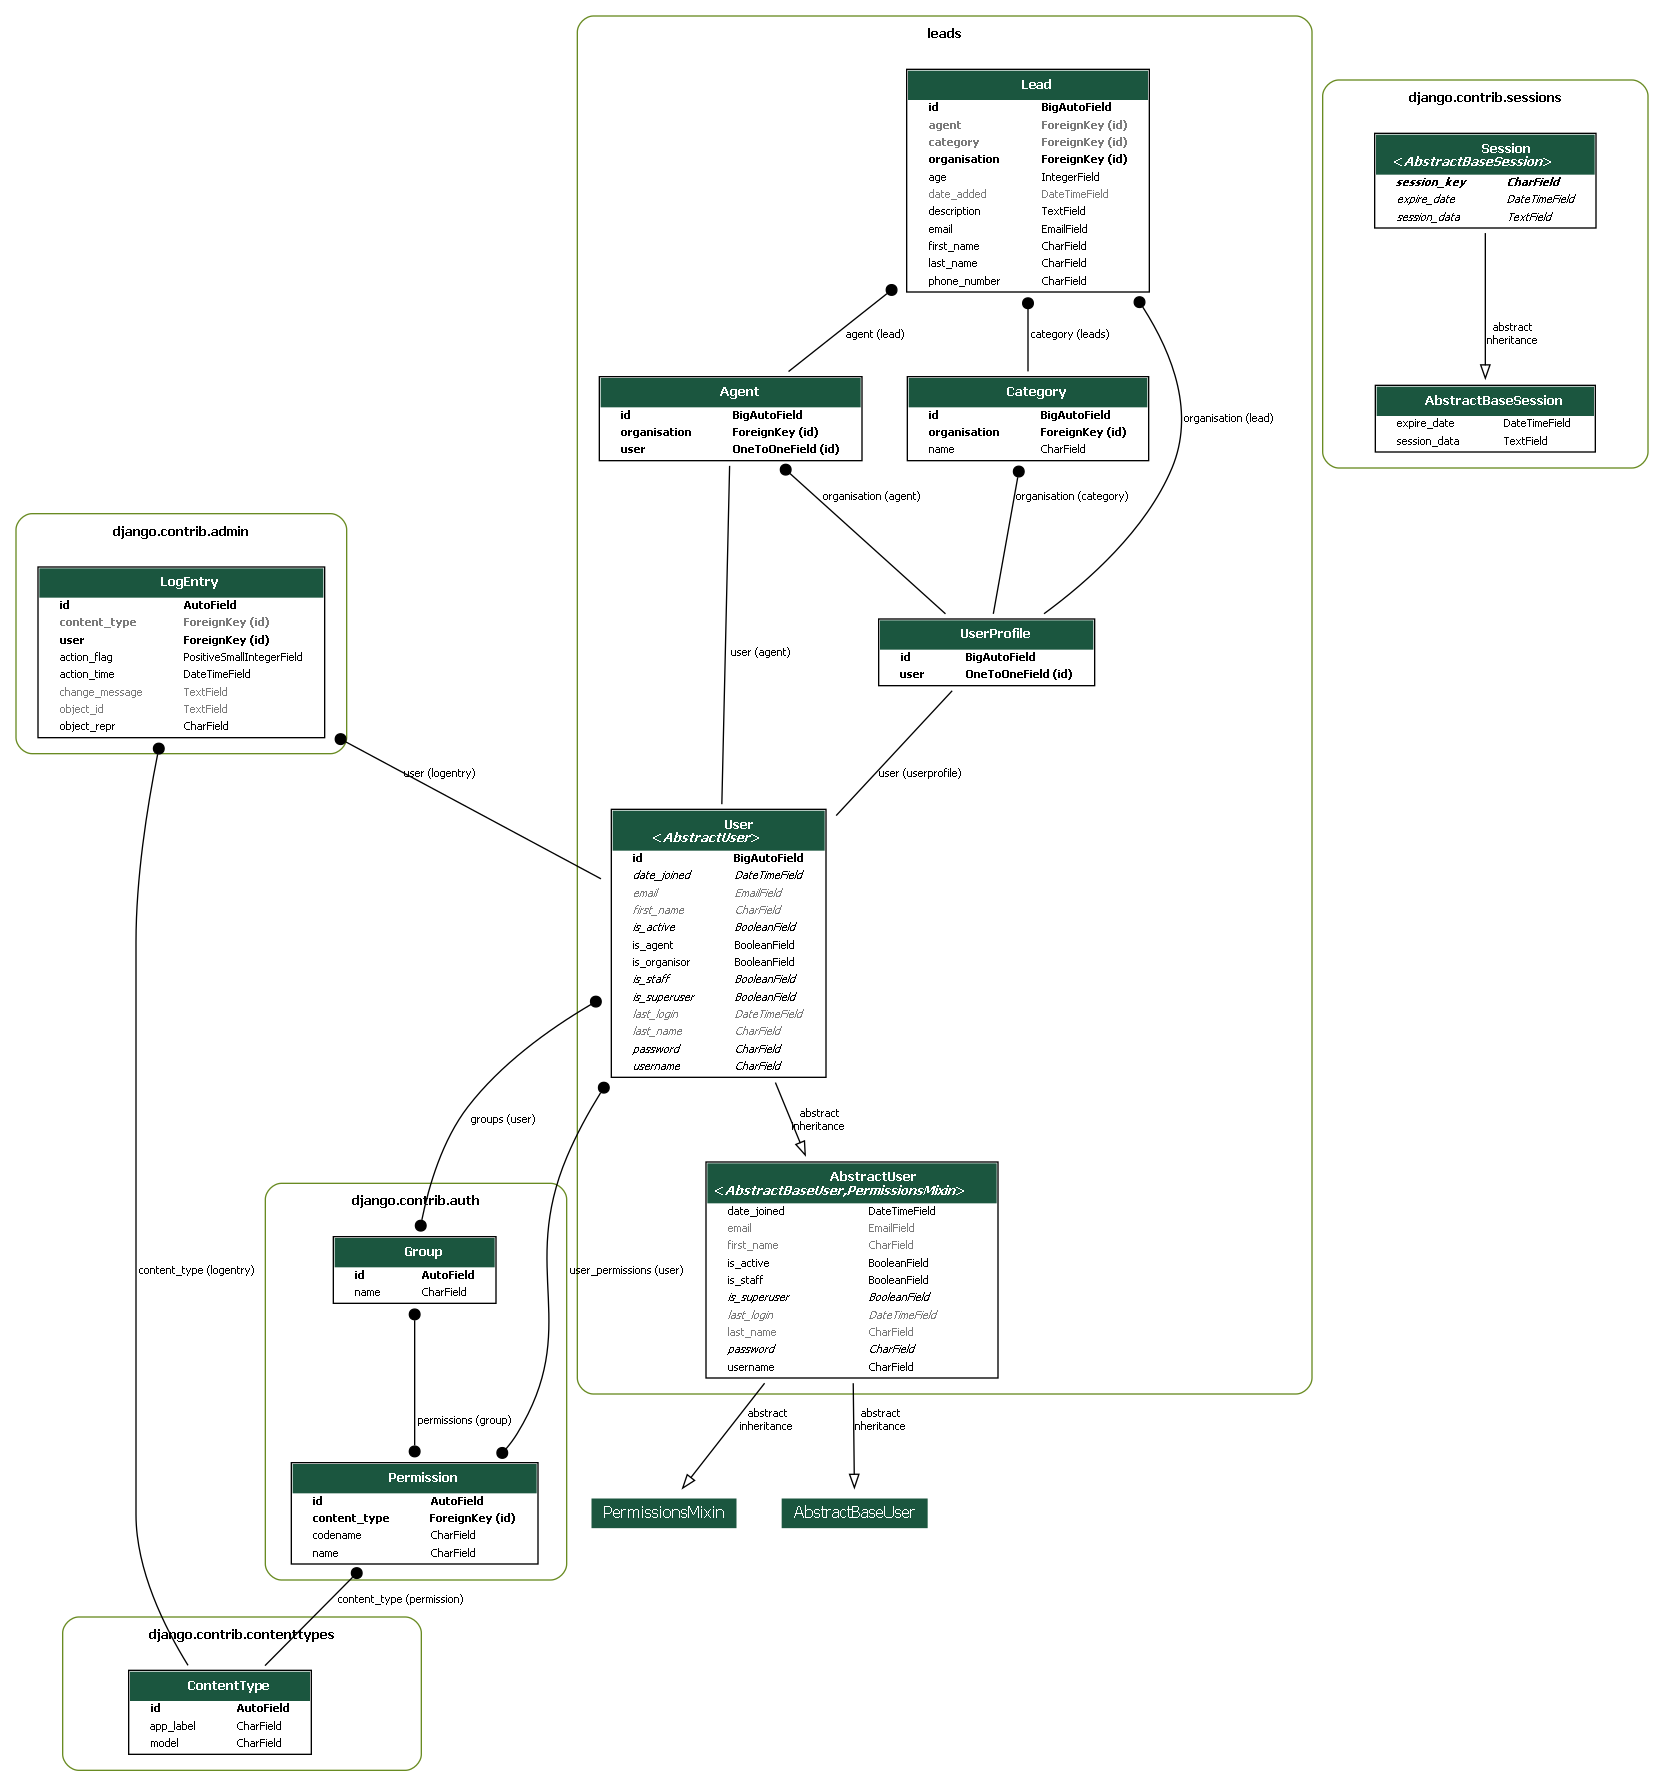 leads
Lead
id BigAutoField
agent ForeignKey (id)
category ForeignKey (id)
organisation ForeignKey (id)
age IntegerField
date_added DateTimeField
description TextField
email EmailField
first_name CharField
last_name CharField
phone_number CharField
django.contrib.sessions
Session
<AbstractBaseSession>
session_key CharField
expire_date DateTimeField
session_data TextField
abstract
inheritance
AbstractBaseSession
expire_date DateTimeField
session_data TextField
agent (lead)
category (leads)
organisation (lead)
Agent
id BigAutoField
organisation ForeignKey (id)
user OneToOneField (id)
Category
id BigAutoField
organisation ForeignKey (id)
name CharField
organisation (agent)
organisation (category)
user (agent)
UserProfile
id BigAutoField
user OneToOneField (id)
user (userprofile)
django.contrib.admin
LogEntry
id AutoField
content_type ForeignKey (id)
user ForeignKey (id)
action_flag PositiveSmallIntegerField
action_time DateTimeField
change_message TextField
object_id TextField
object_repr CharField
user (logentry)
User
<AbstractUser>
id BigAutoField
date_joined DateTimeField
email EmailField
first_name CharField
is_active BooleanField
is_agent BooleanField
is_organisor BooleanField
is_staff BooleanField
is_superuser BooleanField
last_login DateTimeField
last_name CharField
password CharField
username CharField
groups (user)
abstract
inheritance
AbstractUser
<AbstractBaseUser,PermissionsMixin>
date_joined DateTimeField
email EmailField
first_name CharField
is_active BooleanField
is_staff BooleanField
is_superuser BooleanField
last_login DateTimeField
last_name CharField
password CharField
username CharField
django.contrib.auth
Group
id AutoField
name CharField
content_type (logentry)
user_permissions (user)
permissions (group)
abstract
inheritance
abstract
inheritance
Permission
id AutoField
content_type ForeignKey (id)
codename CharField
name CharField
PermissionsMixin
AbstractBaseUser
content_type (permission)
django.contrib.contenttypes
ContentType
id AutoField
app_label CharField
model CharField